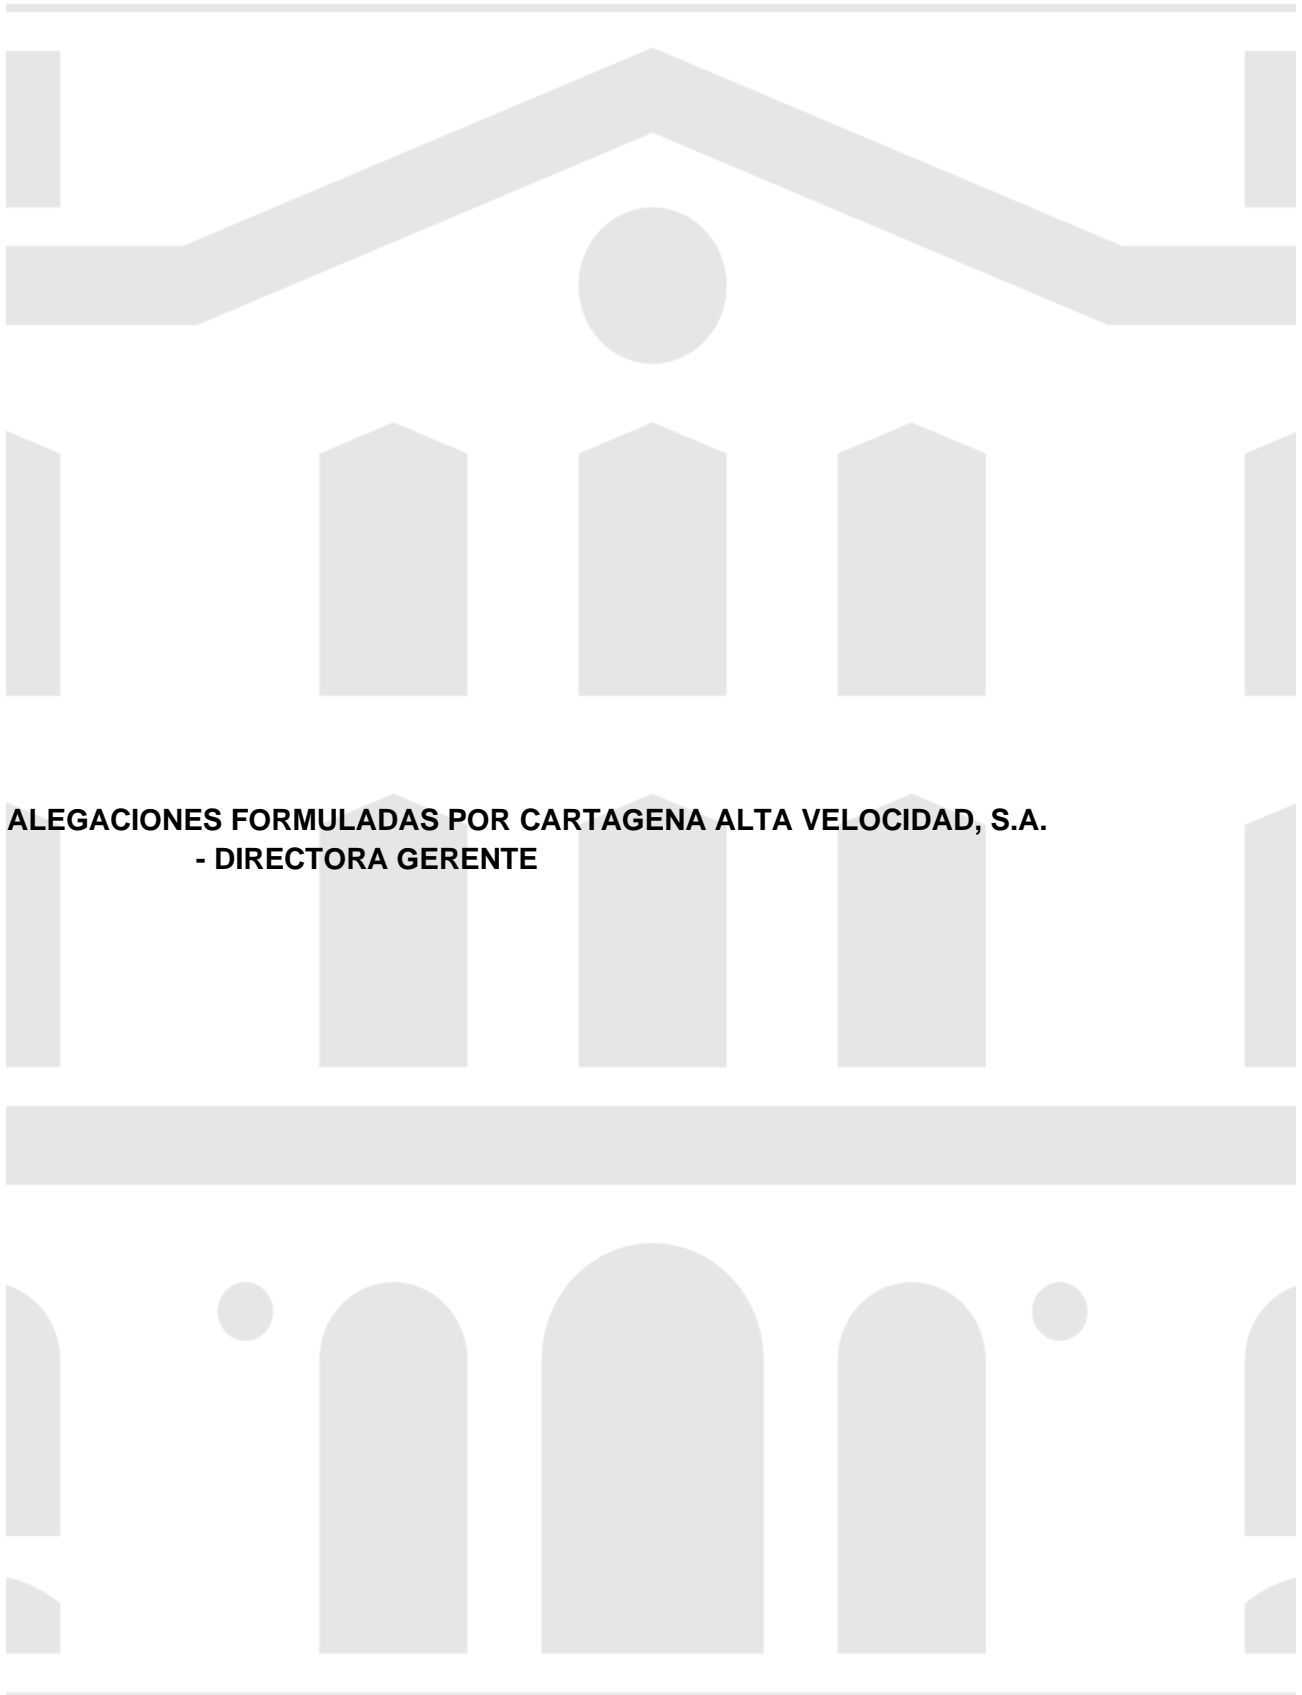 ALEGACIONES FORMULADAS POR CARTAGENA ALTA VELOCIDAD, S.A.
- DIRECTORA GERENTE